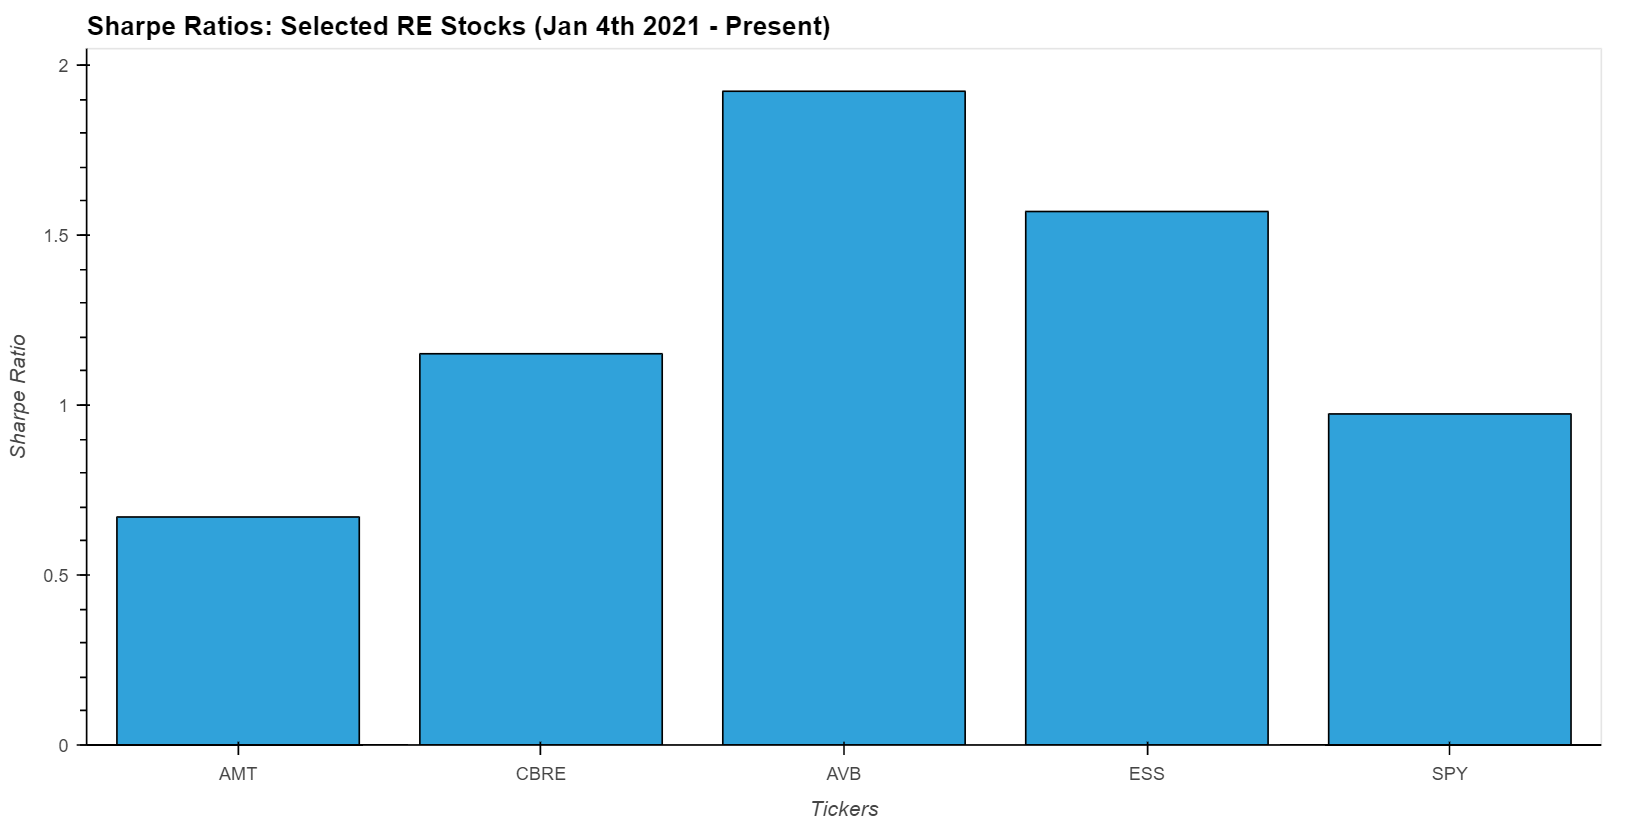 Sharpe Ratios: Selected RE Stocks (Jan 4th 2021 - Present)
2
1.5
1
0.5
0
Sharpe Ratio
AMT CBRE AVB ESS SPY
Tickers